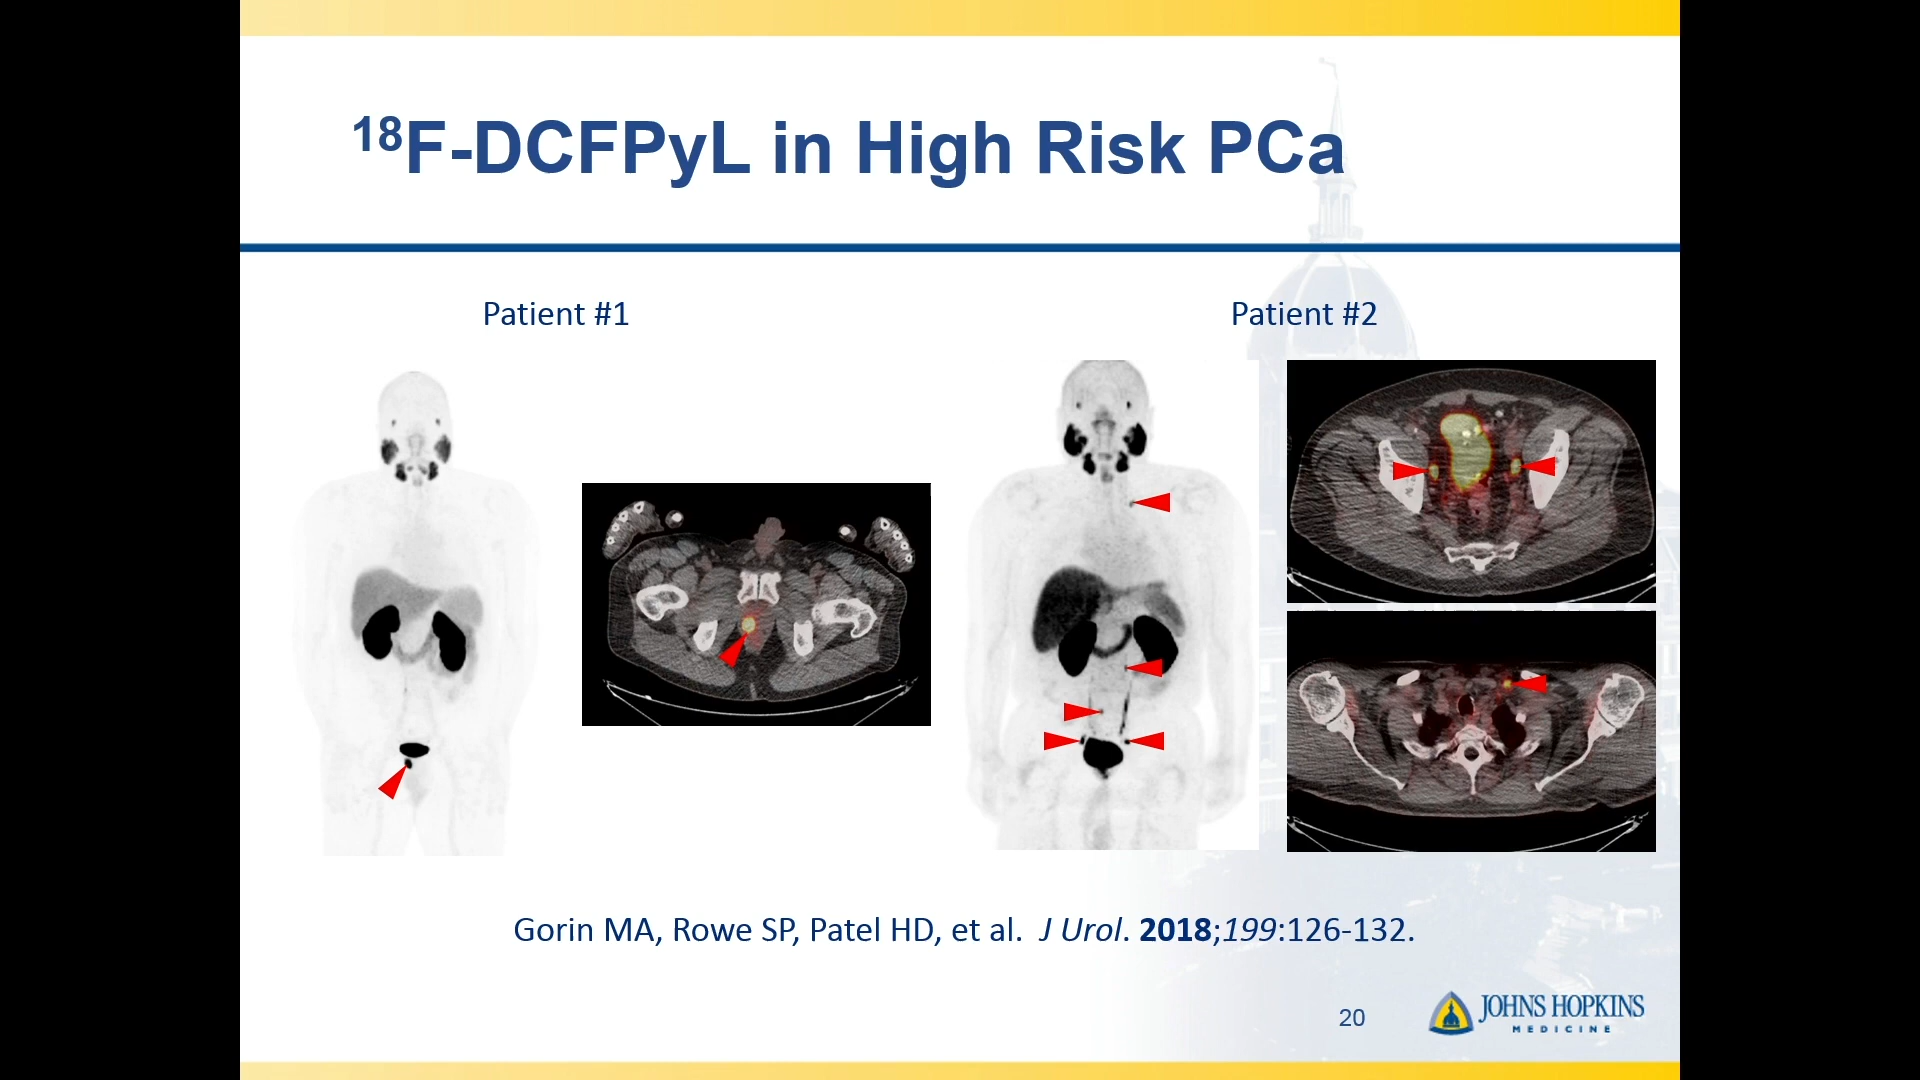 18F-DCFPyL in High Risk PCa
Patient #1
Patient #2
Gorin MA, Rowe SP, Patel HD, et al. J Urol. 2018;199:126-132.
20
JOHNS HOPKINS
MEDICINE